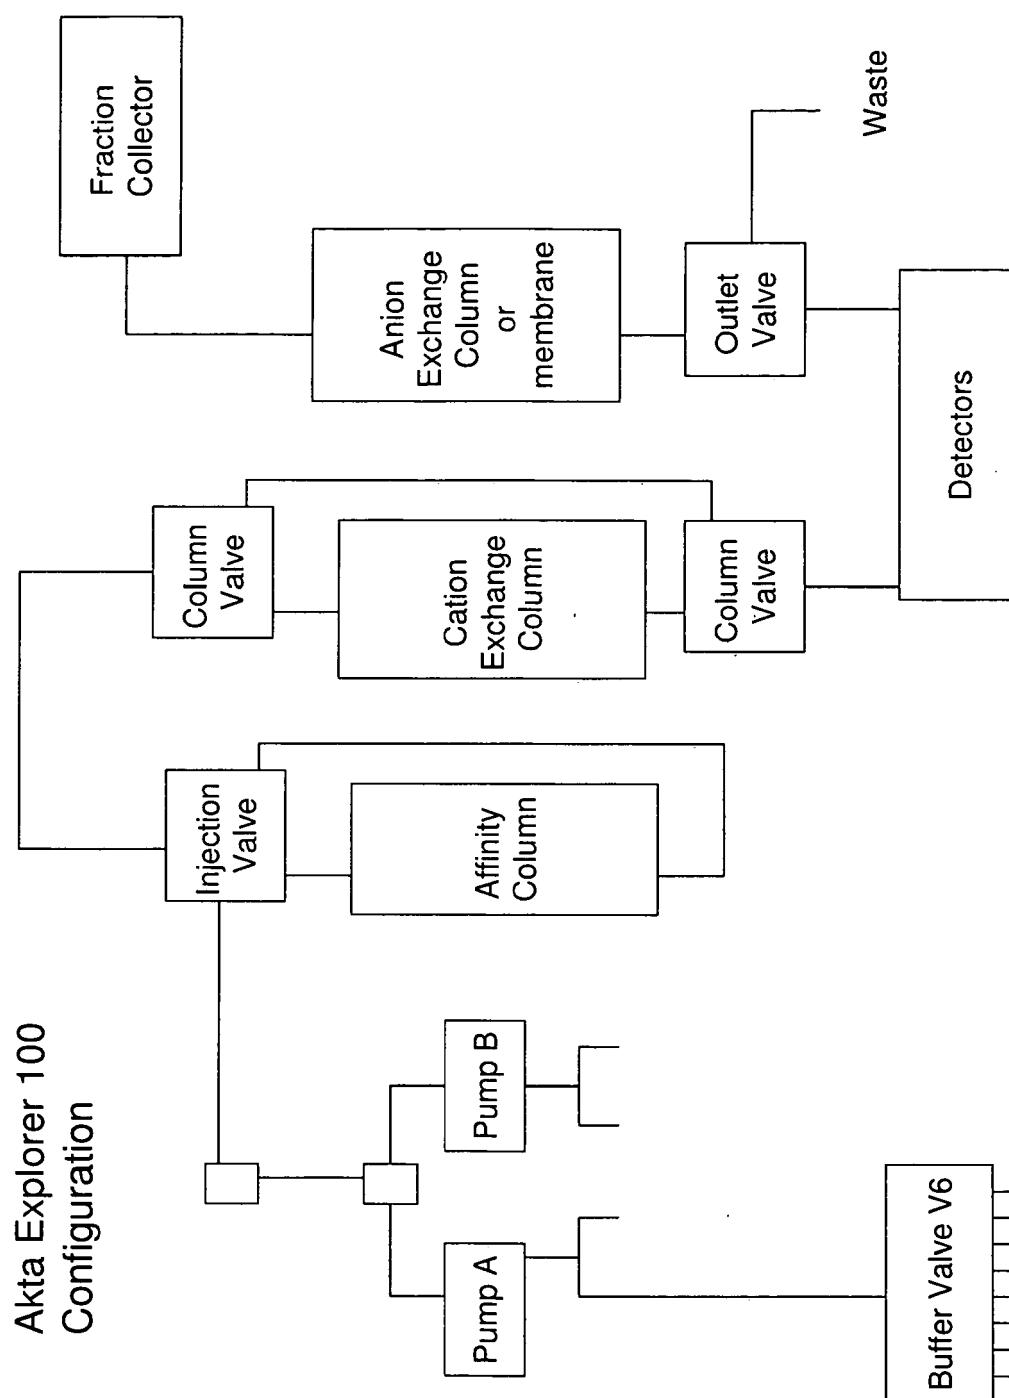 Akta Explorer 100
Configuration
Buffer Valve V6
Pump A
Pump B
Injection
Valve
Affinity
Column
Column
Valve
Cation
Exchange
Column
Column
Valve
Detectors
Outlet
Valve
Waste
Anion
Exchange
Column
or
membrane
Fraction
Collector